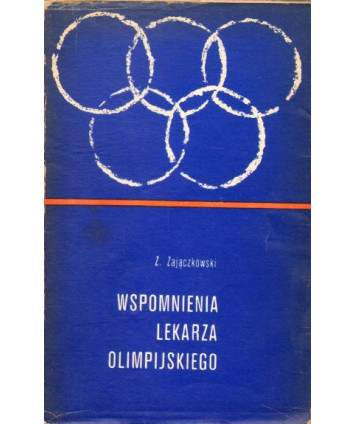 Z. Zajączkowski
WSPOMNIENIA
LEKARZA
OLIMPIJSKIEGO